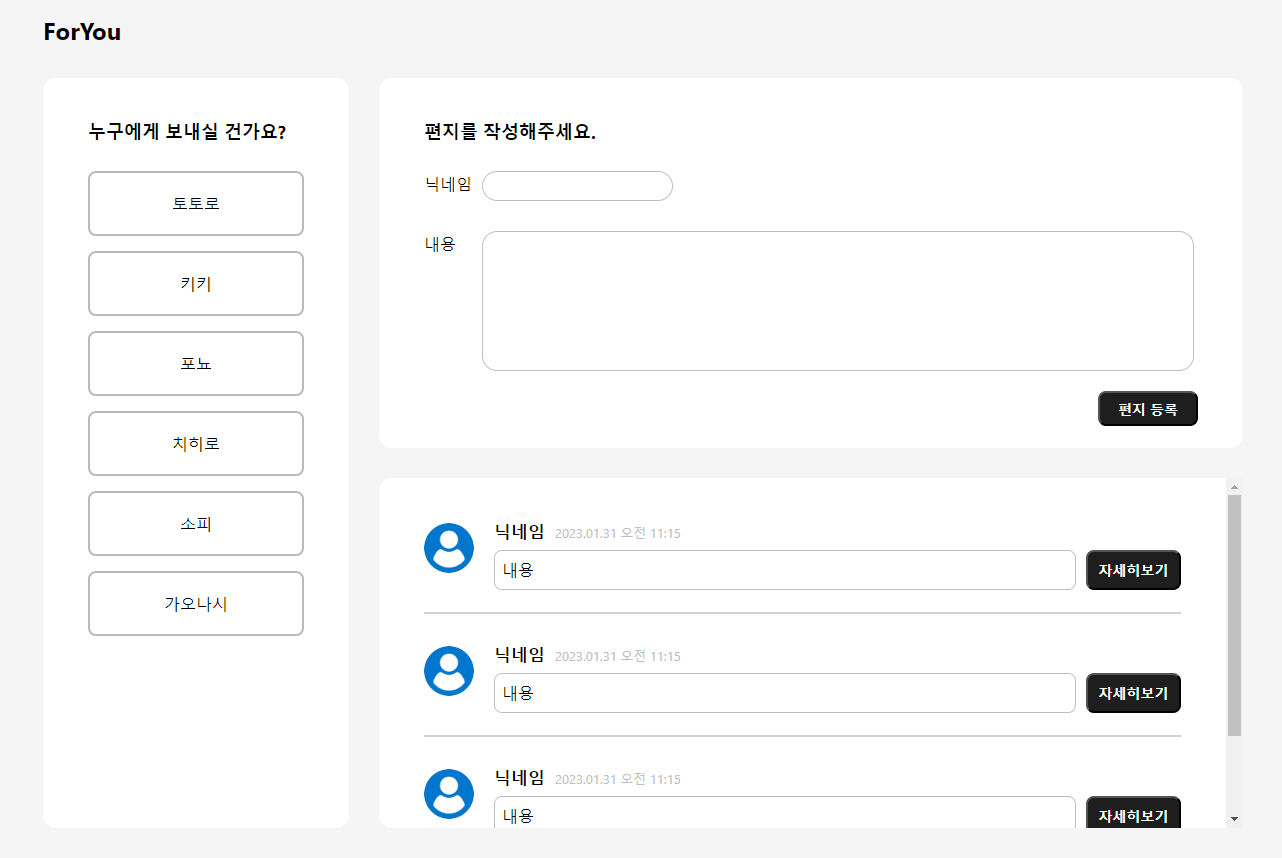 ForYou
누구에게 보내실 건가요?
토토로
키키
포뇨
치히로
소피
가오나시
편지를 작성해주세요.
닉네임
내용
편지 등록
닉네임 2023.01.31 오전 11:15
내용 자세히보기
닉네임 2023.01.31 오전 11:15
내용 자세히보기
닉네임 2023.01.31 오전 11:15
내용 자세히보기